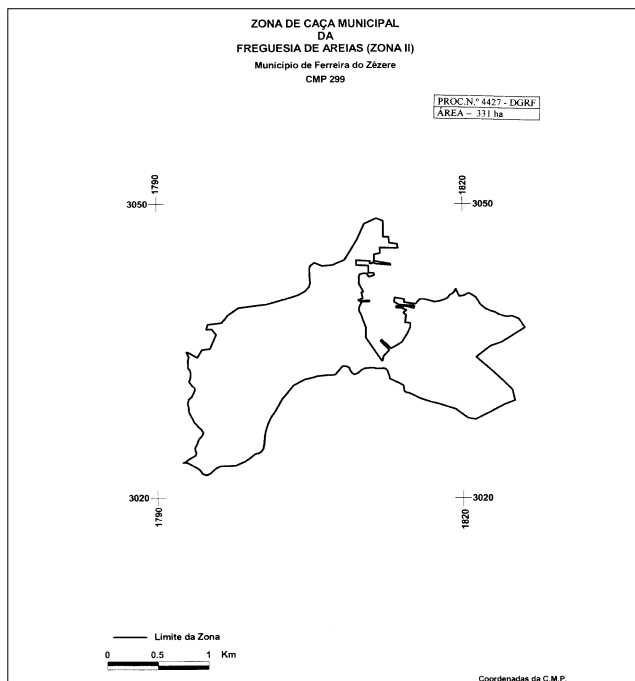 ZONA DE CAÇA MUNICIPAL
DA
FREGUESIA DE AREIAS (ZONA II)
Município de Ferreira do Zêzere
CMP 299
PROC.N.º 4427 - DGRF
ÁREA – 331 ha
1790
1820
3050
3050
3020
3020
1790
1820
Limite da Zona
0 0.5 1 Km
Coordenadas da C.M.P.